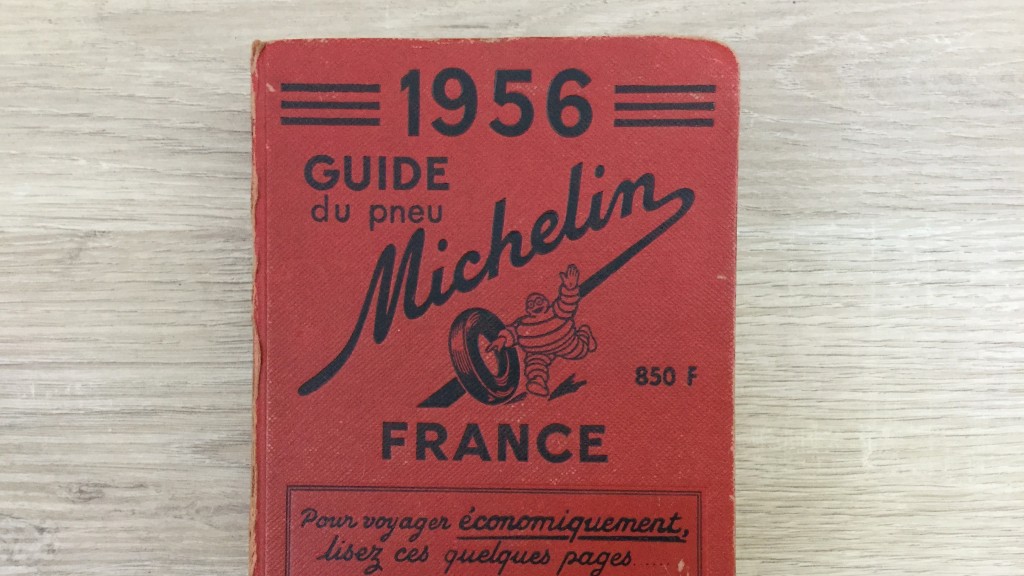 1956
GUIDE
du pneu
Michelin
850 F
FRANCE
Pour voyager économiquement,
lisez ces quelques pages.....